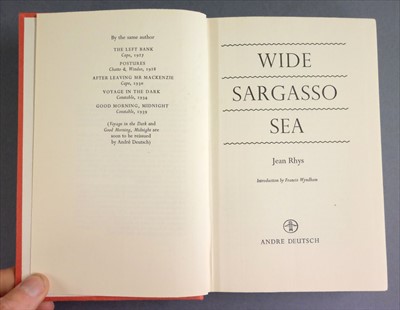 By the same author
THE LEFT BANK
Cape, 1927
POSTURES
Chatto & Windus, 1928
AFTER LEAVING MR MACKENZIE
Cape, 1930
VOYAGE IN THE DARK
Constable, 1934
GOOD MORNING, MIDNIGHT
Constable, 1939
(Voyage in the Dark and
Good Morning, Midnight are
soon to be reissued
by André Deutsch)
WIDE
SARGASSO
SEA
Jean Rhys
Introduction by Francis Wyndham
ANDRE DEUTSCH